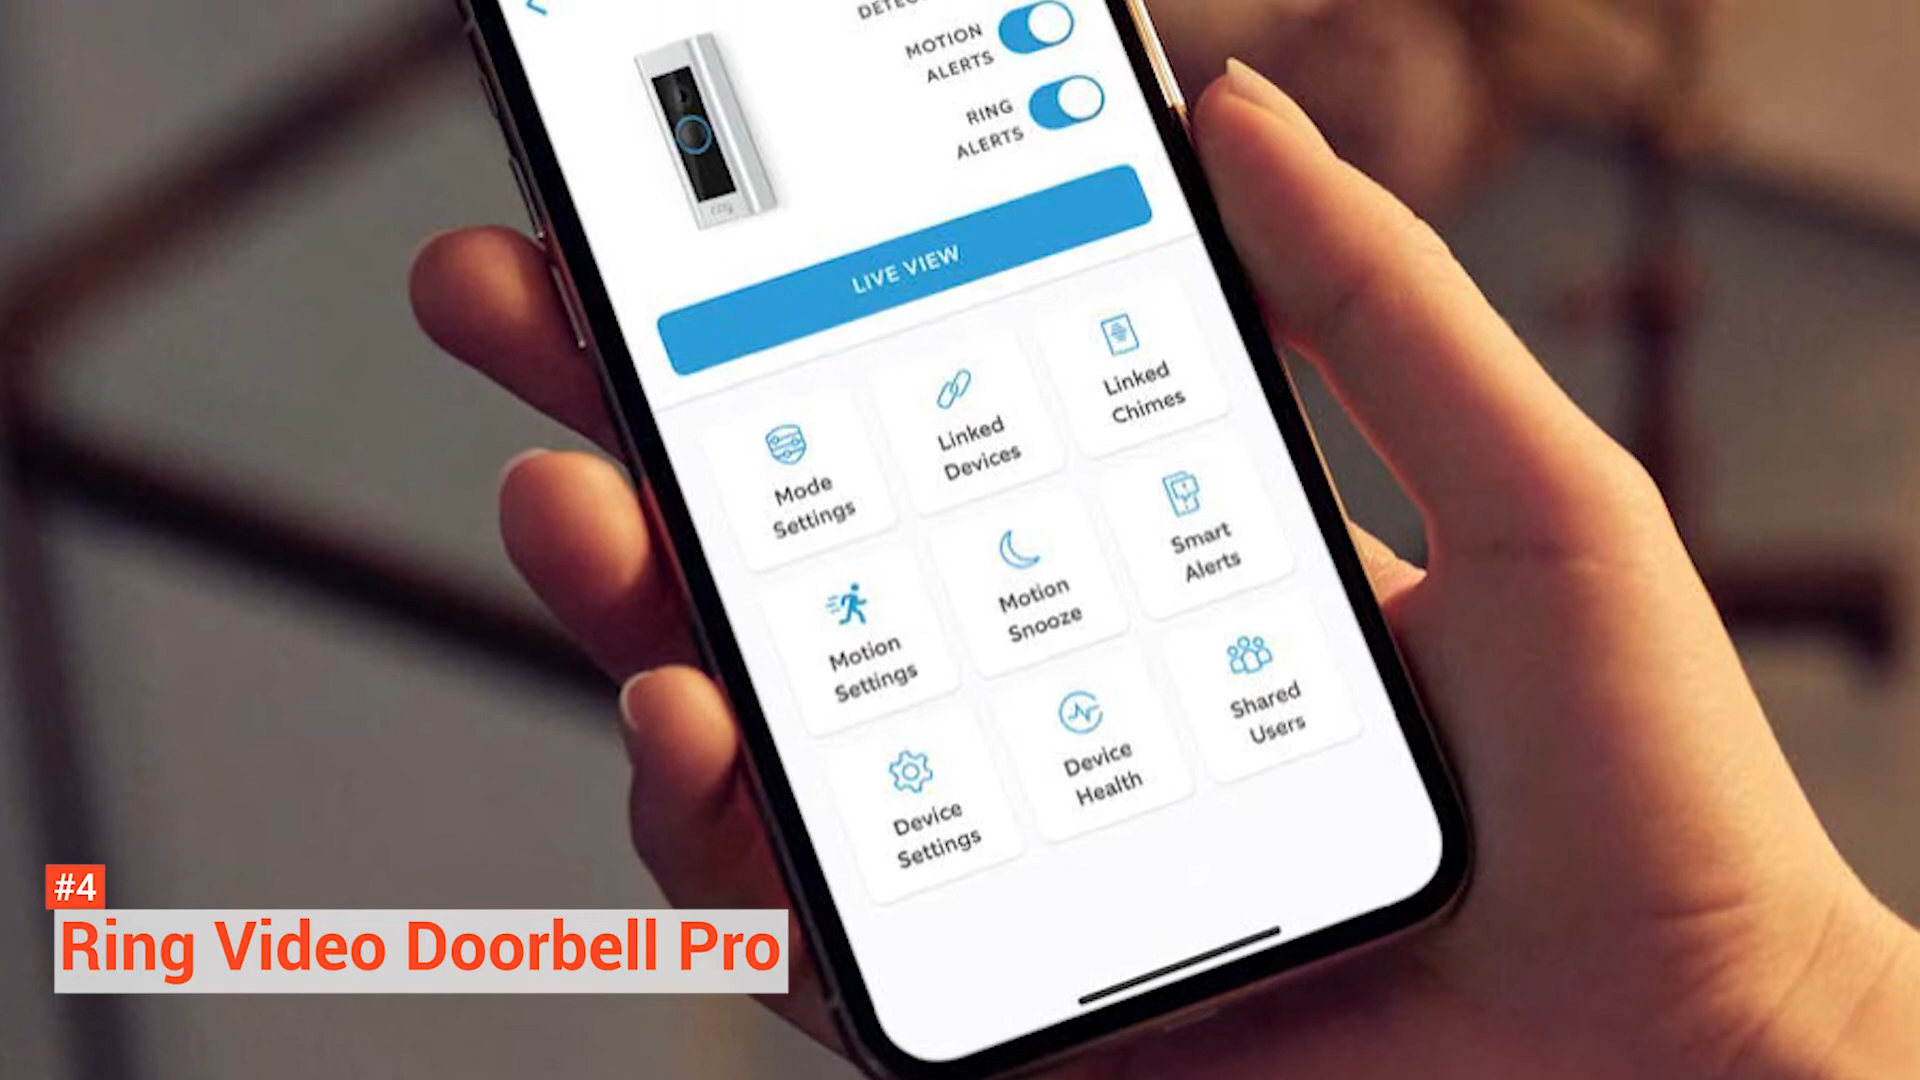 MOTION
ALERTS
RING
ALERTS
ring
LIVE VIEW
Linked
Chimes
Linked
Devices
Mode
Settings
Smart
Alerts
Motion
Snooze
Motion
Settings
Shared
Users
Device
Health
Device
Settings
#4
Ring Video Doorbell Pro